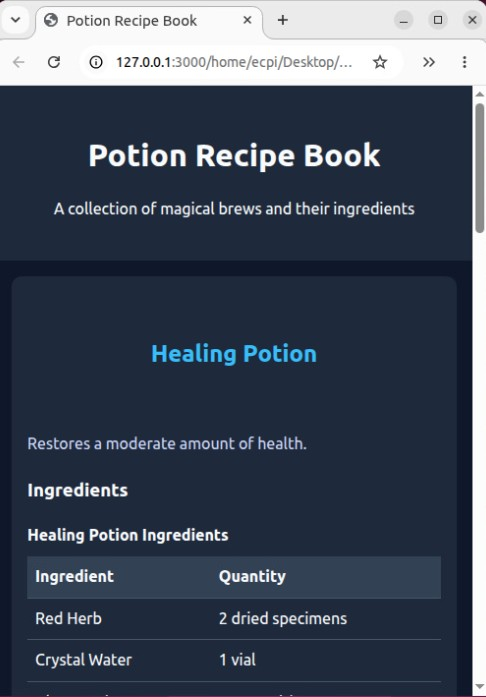 Potion Recipe Book
127.0.0.1:3000/home/ecpi/Desktop/...
Potion Recipe Book
A collection of magical brews and their ingredients
Healing Potion
Restores a moderate amount of health.
Ingredients
Healing Potion Ingredients
Ingredient Quantity
Red Herb 2 dried specimens
Crystal Water 1 vial